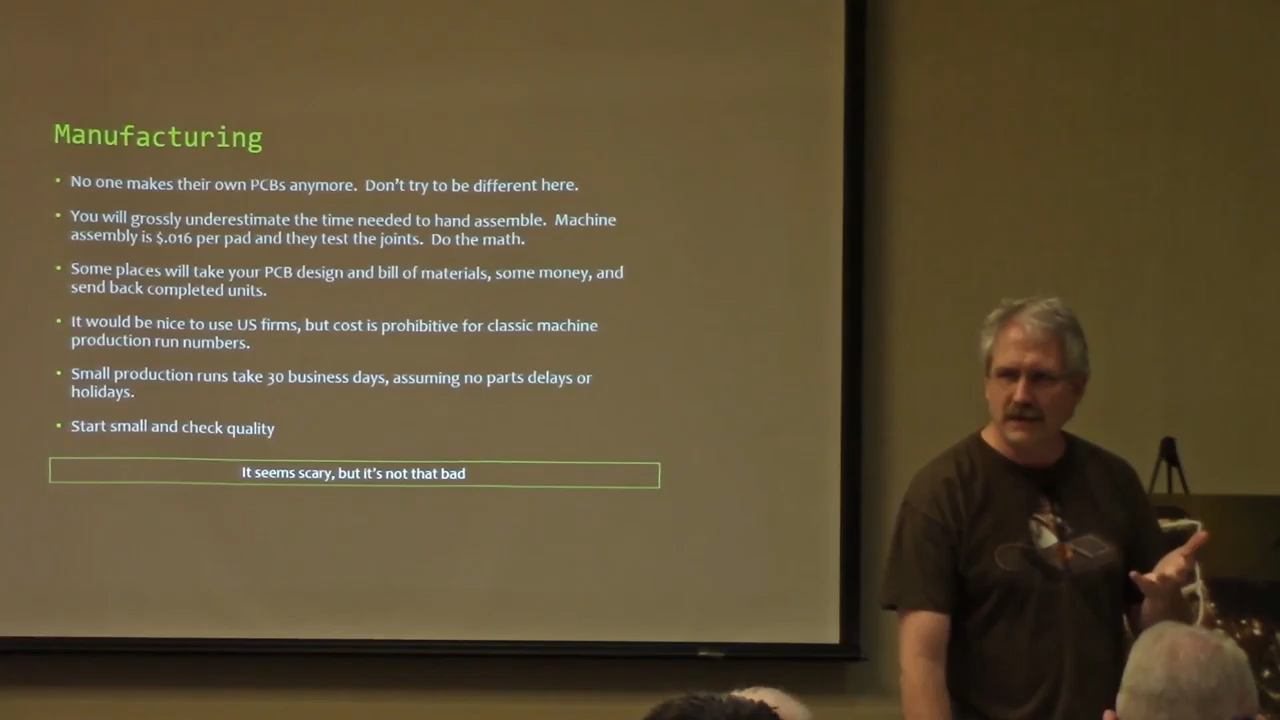 Manufacturing
• No one makes their own PCBs anymore. Don't try to be different here.
• You will grossly underestimate the time needed to hand assemble. Machine
assembly is $.016 per pad and they test the joints. Do the math.
• Some places will take your PCB design and bill of materials, some money, and
send back completed units.
• It would be nice to use US firms, but cost is prohibitive for classic machine
production run numbers.
• Small production runs take 30 business days, assuming no parts delays or
holidays.
• Start small and check quality
It seems scary, but it's not that bad